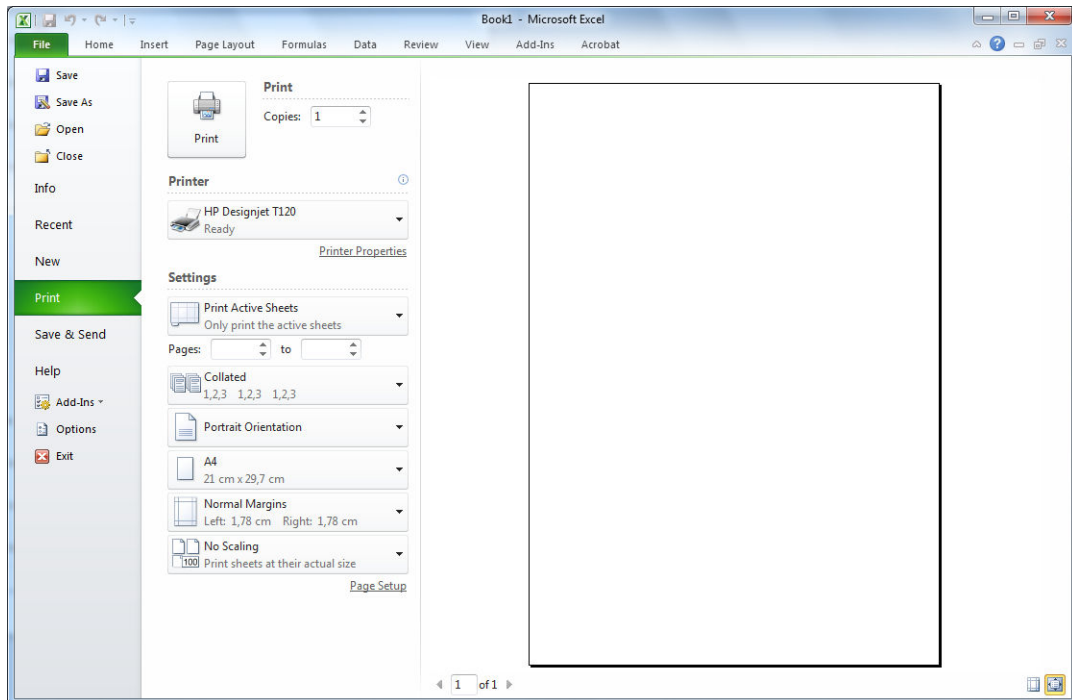 Book1 - Microsoft Excel
File Home Insert Page Layout Formulas Data Review View Add-Ins Acrobat
Save
Save As
Open
Close
Info
Recent
New
Print
Save & Send
Help
Add-Ins
Options
Exit
Print
Print
Copies: 1
Printer
HP Designjet T120
Ready
Printer Properties
Settings
Print Active Sheets
Only print the active sheets
Pages: to
Collated
1,2,3 1,2,3 1,2,3
Portrait Orientation
A4
21 cm x 29,7 cm
Normal Margins
Left: 1,78 cm Right: 1,78 cm
No Scaling
100 Print sheets at their actual size
Page Setup
1 of 1